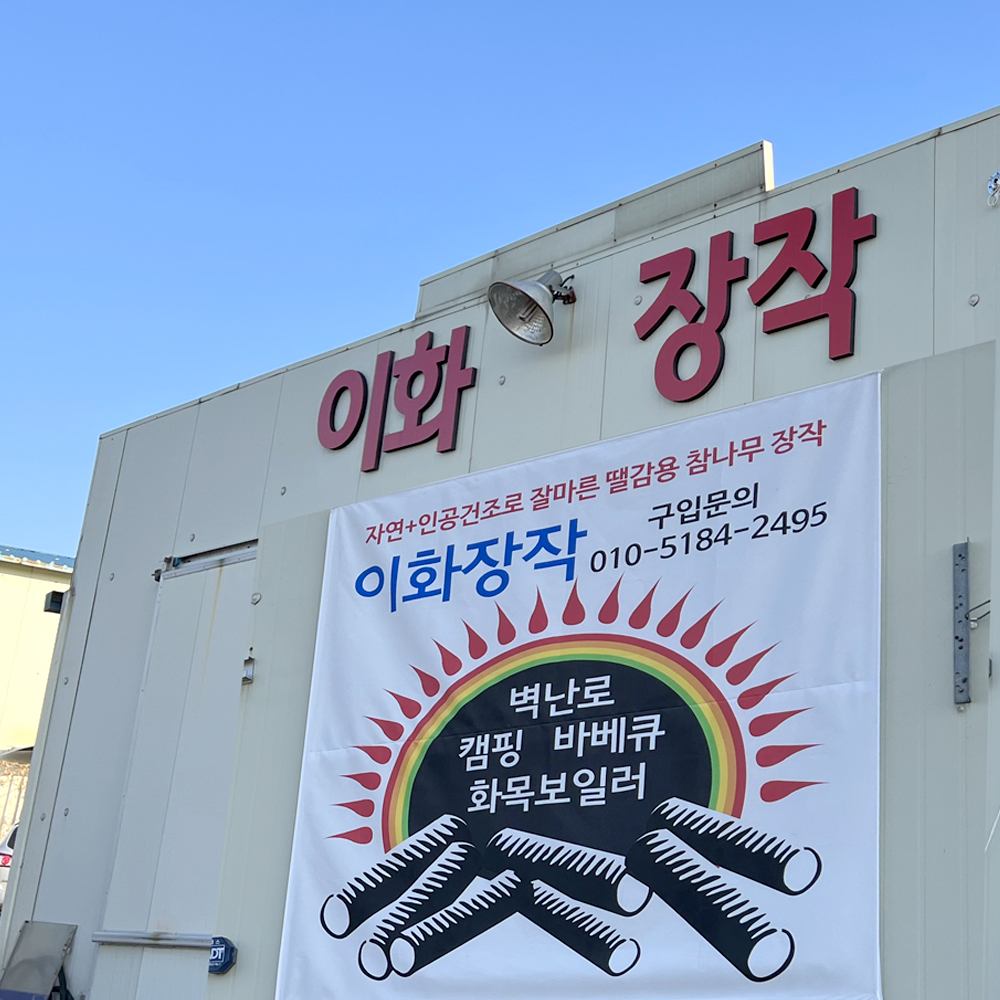 이화 장작
자연+인공건조로 잘마른 땔감용 참나무 장작
이화장작
구입문의
010-5184-2495
벽난로
캠핑 바베큐
화목보일러